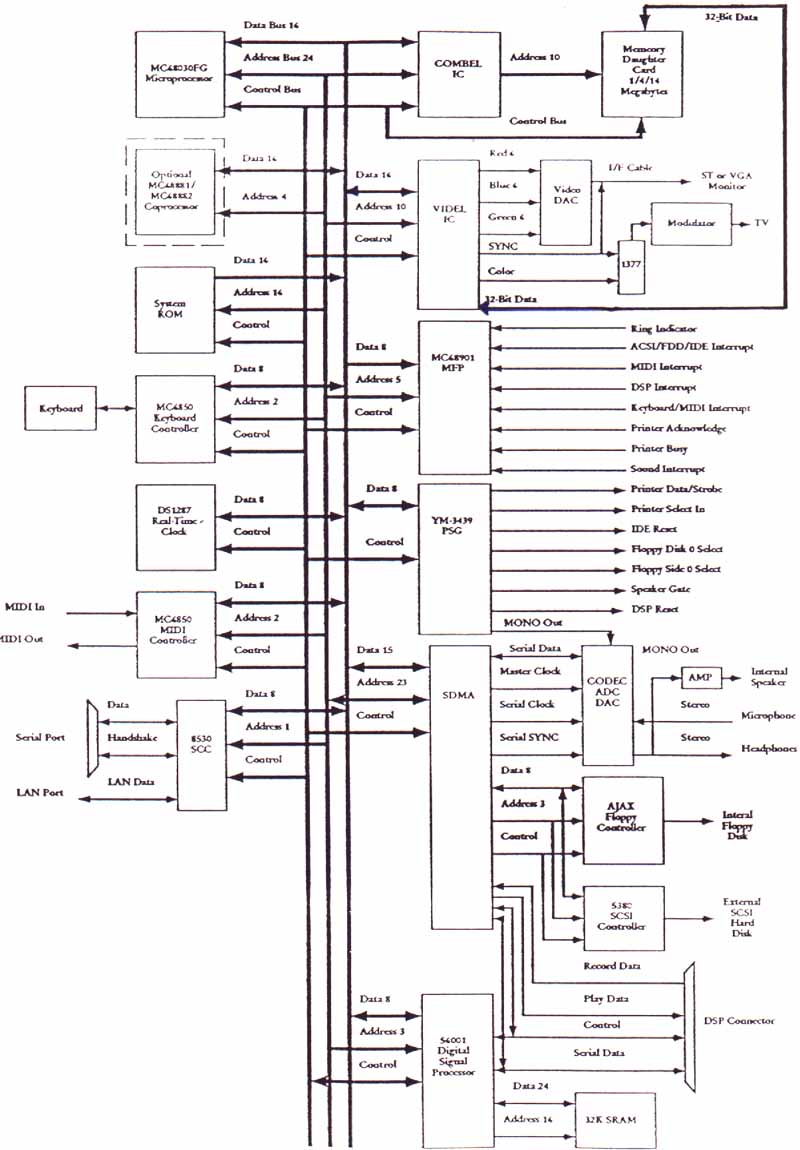 32-Bit Data
Data Bus 16
MC68030FG
Microprocessor
Address Bus 24
Control Bus
COMBEL
IC
Address 10
Memory
Daughter
Card
1/4/14
Megabytes
Control Bus
Optional
MC68881/
MC68882
Coprocessor
Data 16
Address 4
Data 16
Address 10
Control
VIDEL
IC
Red 6
Blue 6
Green 6
SYNC
Color
Video
DAC
I/F Cable
ST or VGA
Monitor
Modulator
TV
1377
32-Bit Data
System
ROM
Data 16
Address 16
Control
Data 8
Address 5
Control
MC68901
MFP
Ring Indicator
ACSI/FDD/IDE Interrupt
MIDI Interrupt
DSP Interrupt
Keyboard/MIDI Interrupt
Printer Acknowledge
Printer Busy
Sound Interrupt
Keyboard
MC6850
Keyboard
Controller
Data 8
Address 2
Control
DS1287
Real-Time -
Clock
Data 8
Control
Data 8
Control
YM-3439
PSG
Printer Data/Strobe
Printer Select In
IDE Reset
Floppy Disk 0 Select
Floppy Side 0 Select
Speaker Gate
DSP Reset
MONO Out
MIDI In
MIDI Out
MC6850
MIDI
Controller
Data 8
Address 2
Control
Data 15
Address 23
Control
SDMA
Serial Data
Master Clock
Serial Clock
Serial SYNC
CODEC
ADC
DAC
MONO Out
AMP
Internal
Speaker
Stereo
Microphone
Stereo
Headphones
Serial Port
Data
Handshake
LAN Port
LAN Data
8530
SCC
Data 8
Address 1
Control
Data 8
Address 3
Control
AJAX
Floppy
Controller
Interal
Floppy
Disk
5380
SCSI
Controller
External
SCSI
Hard
Disk
Record Data
Play Data
Control
Serial Data
DSP Connector
Data 8
Address 3
Control
56001
Digital
Signal
Processor
Data 24
Address 16
32K SRAM